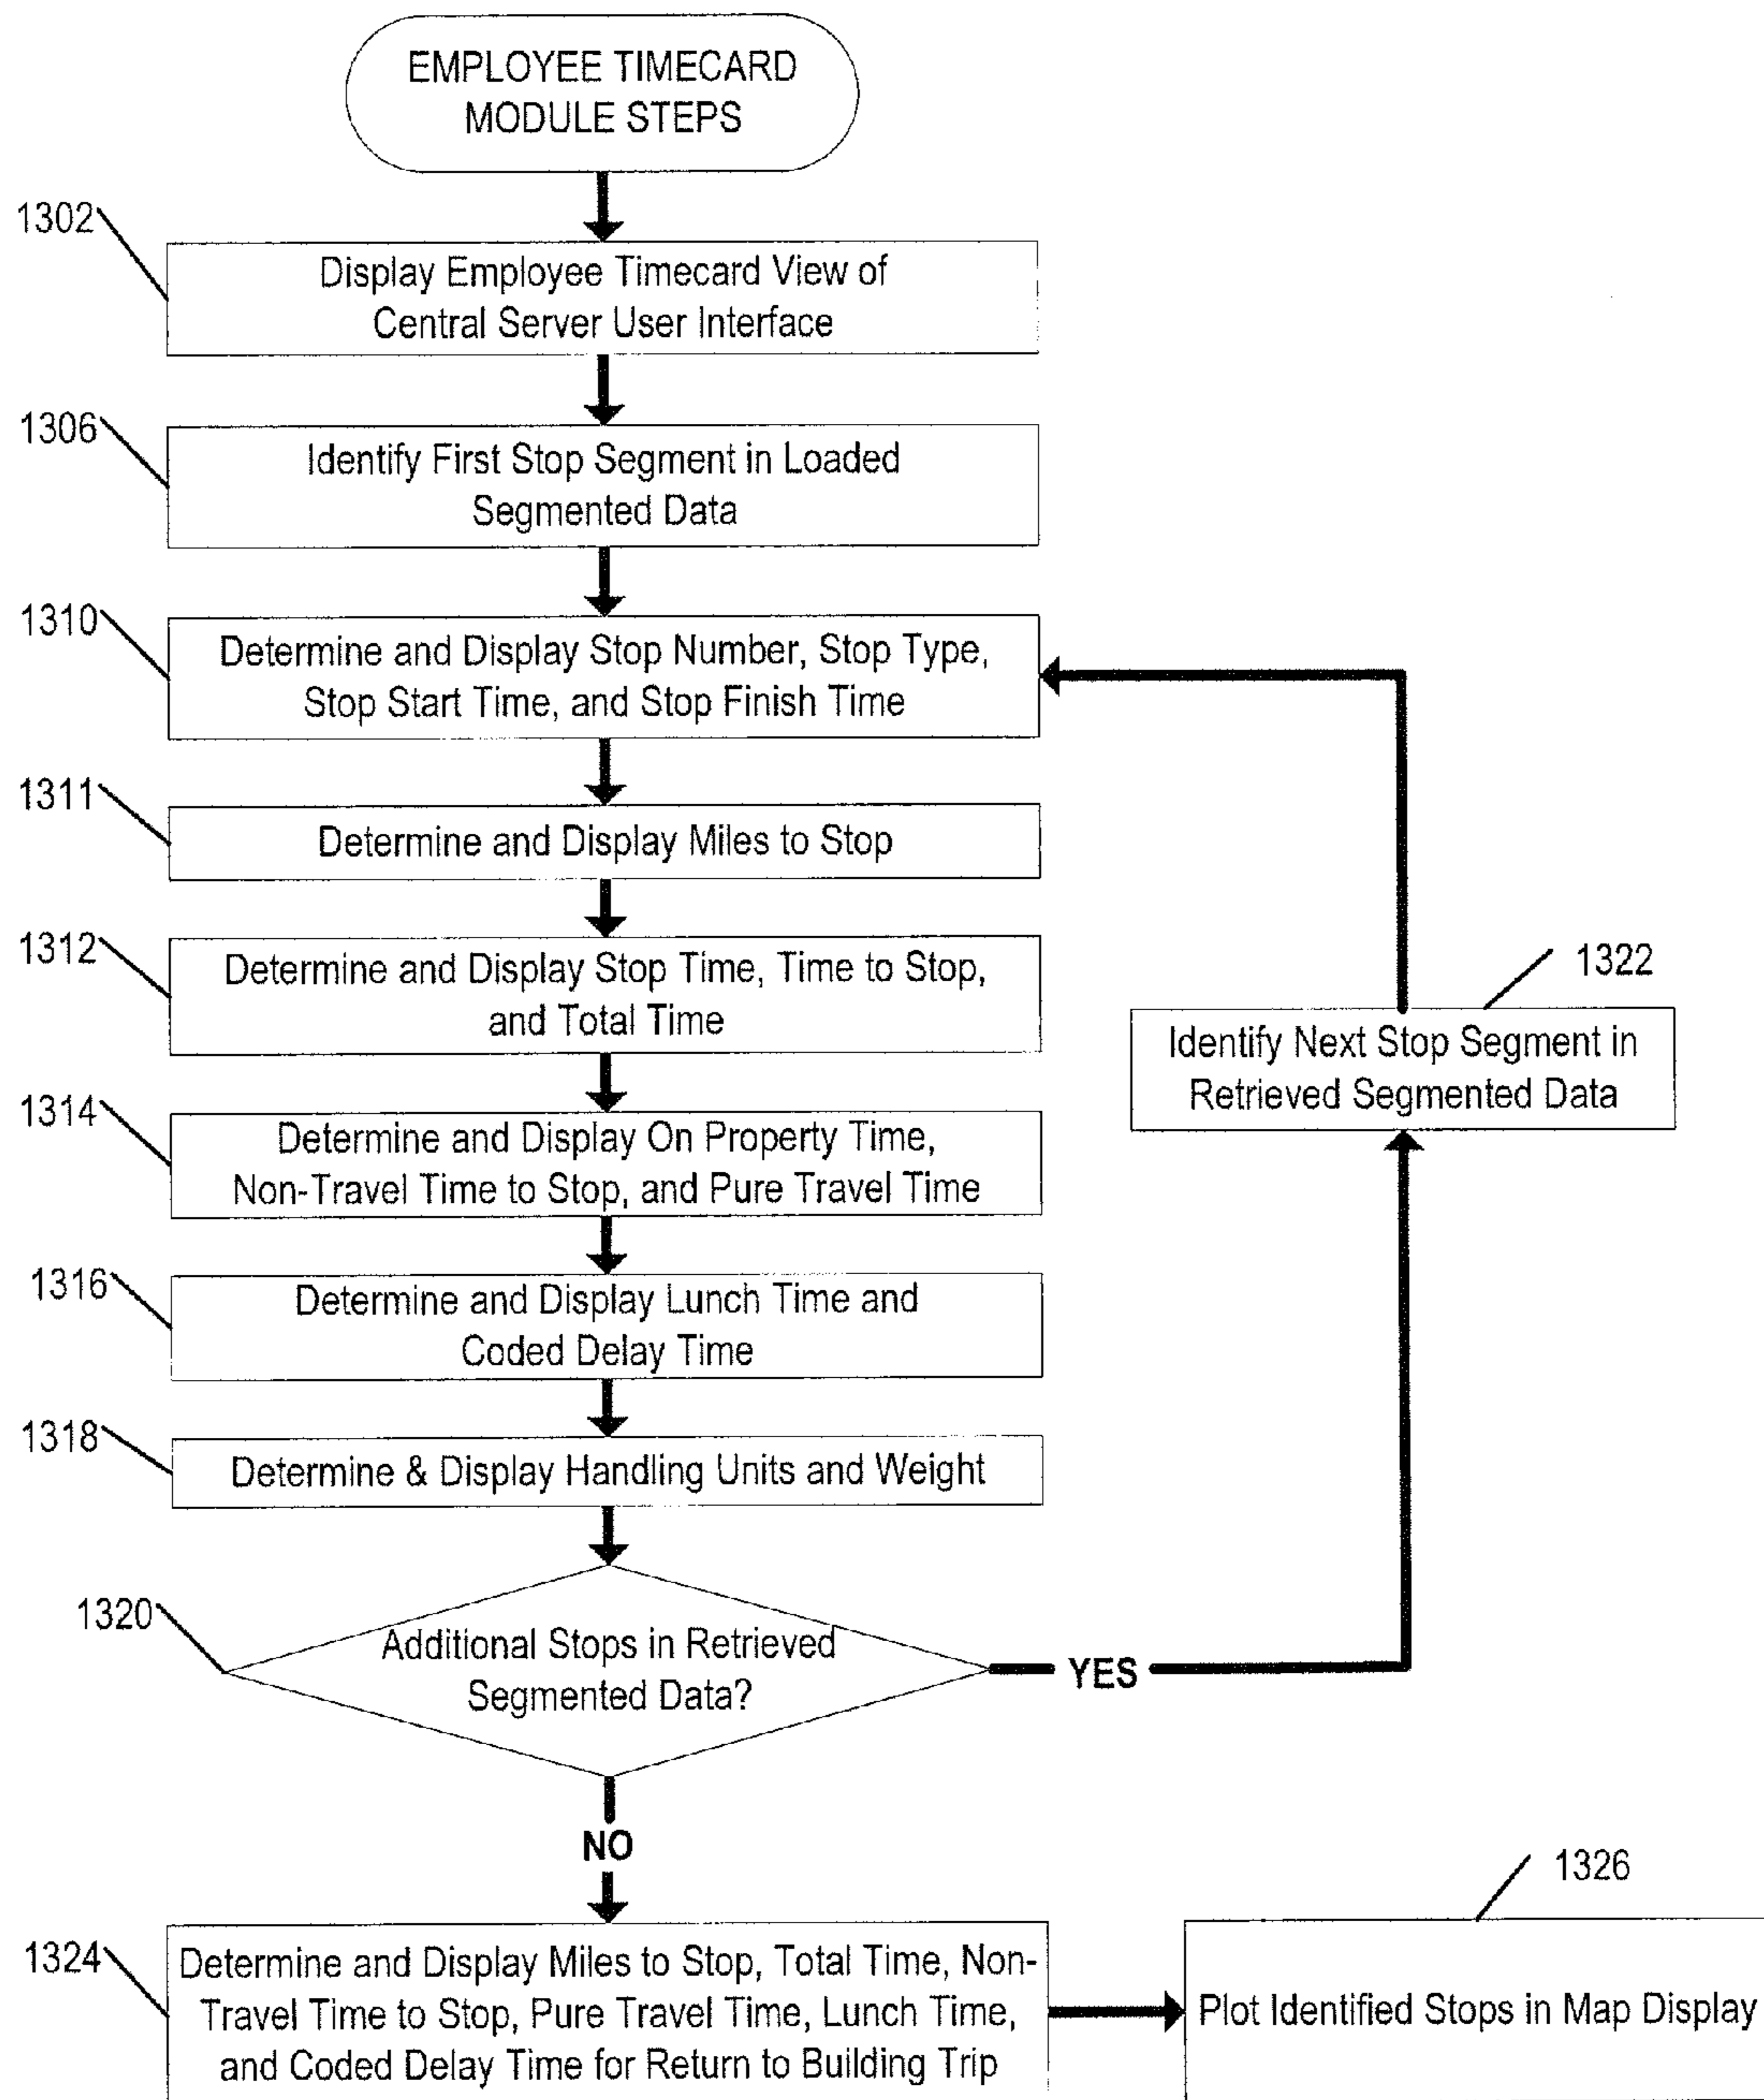 EMPLOYEE TIMECARD
MODULE STEPS
1302
Display Employee Timecard View of
Central Server User Interface
1306
Identify First Stop Segment in Loaded
Segmented Data
1310
Determine and Display Stop Number, Stop Type,
Stop Start Time, and Stop Finish Time
1311
Determine and Display Miles to Stop
1312
Determine and Display Stop Time, Time to Stop,
and Total Time
1322
Identify Next Stop Segment in
Retrieved Segmented Data
1314
Determine and Display On Property Time,
Non-Travel Time to Stop, and Pure Travel Time
1316
Determine and Display Lunch Time and
Coded Delay Time
1318
Determine & Display Handling Units and Weight
1320
Additional Stops in Retrieved
Segmented Data?
YES
NO
1324
Determine and Display Miles to Stop, Total Time, Non-
Travel Time to Stop, Pure Travel Time, Lunch Time,
and Coded Delay Time for Return to Building Trip
1326
Plot Identified Stops in Map Display